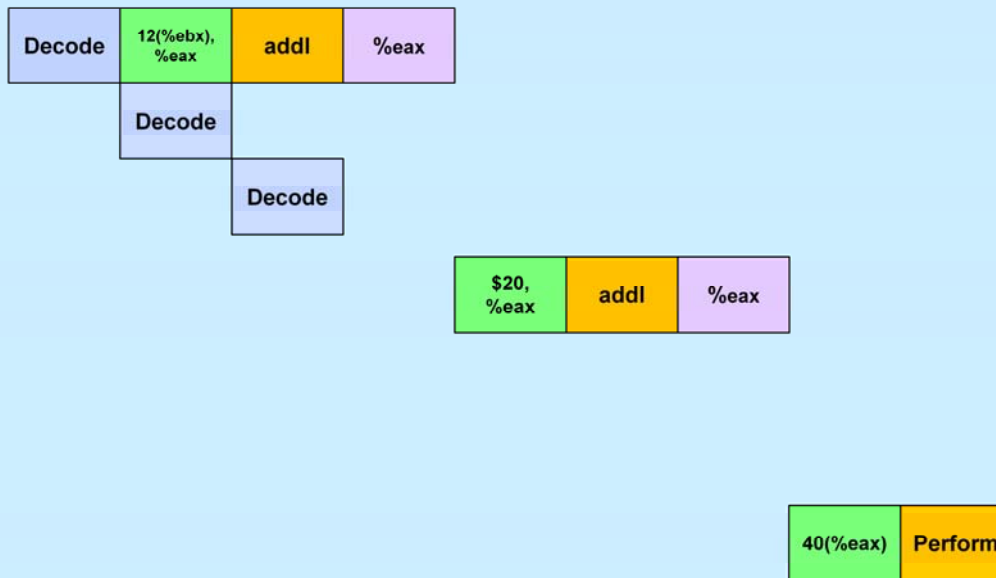 Decode
12(%ebx),
%eax
addl
%eax
Decode
Decode
$20,
%eax
addl
%eax
40(%eax)
Perform